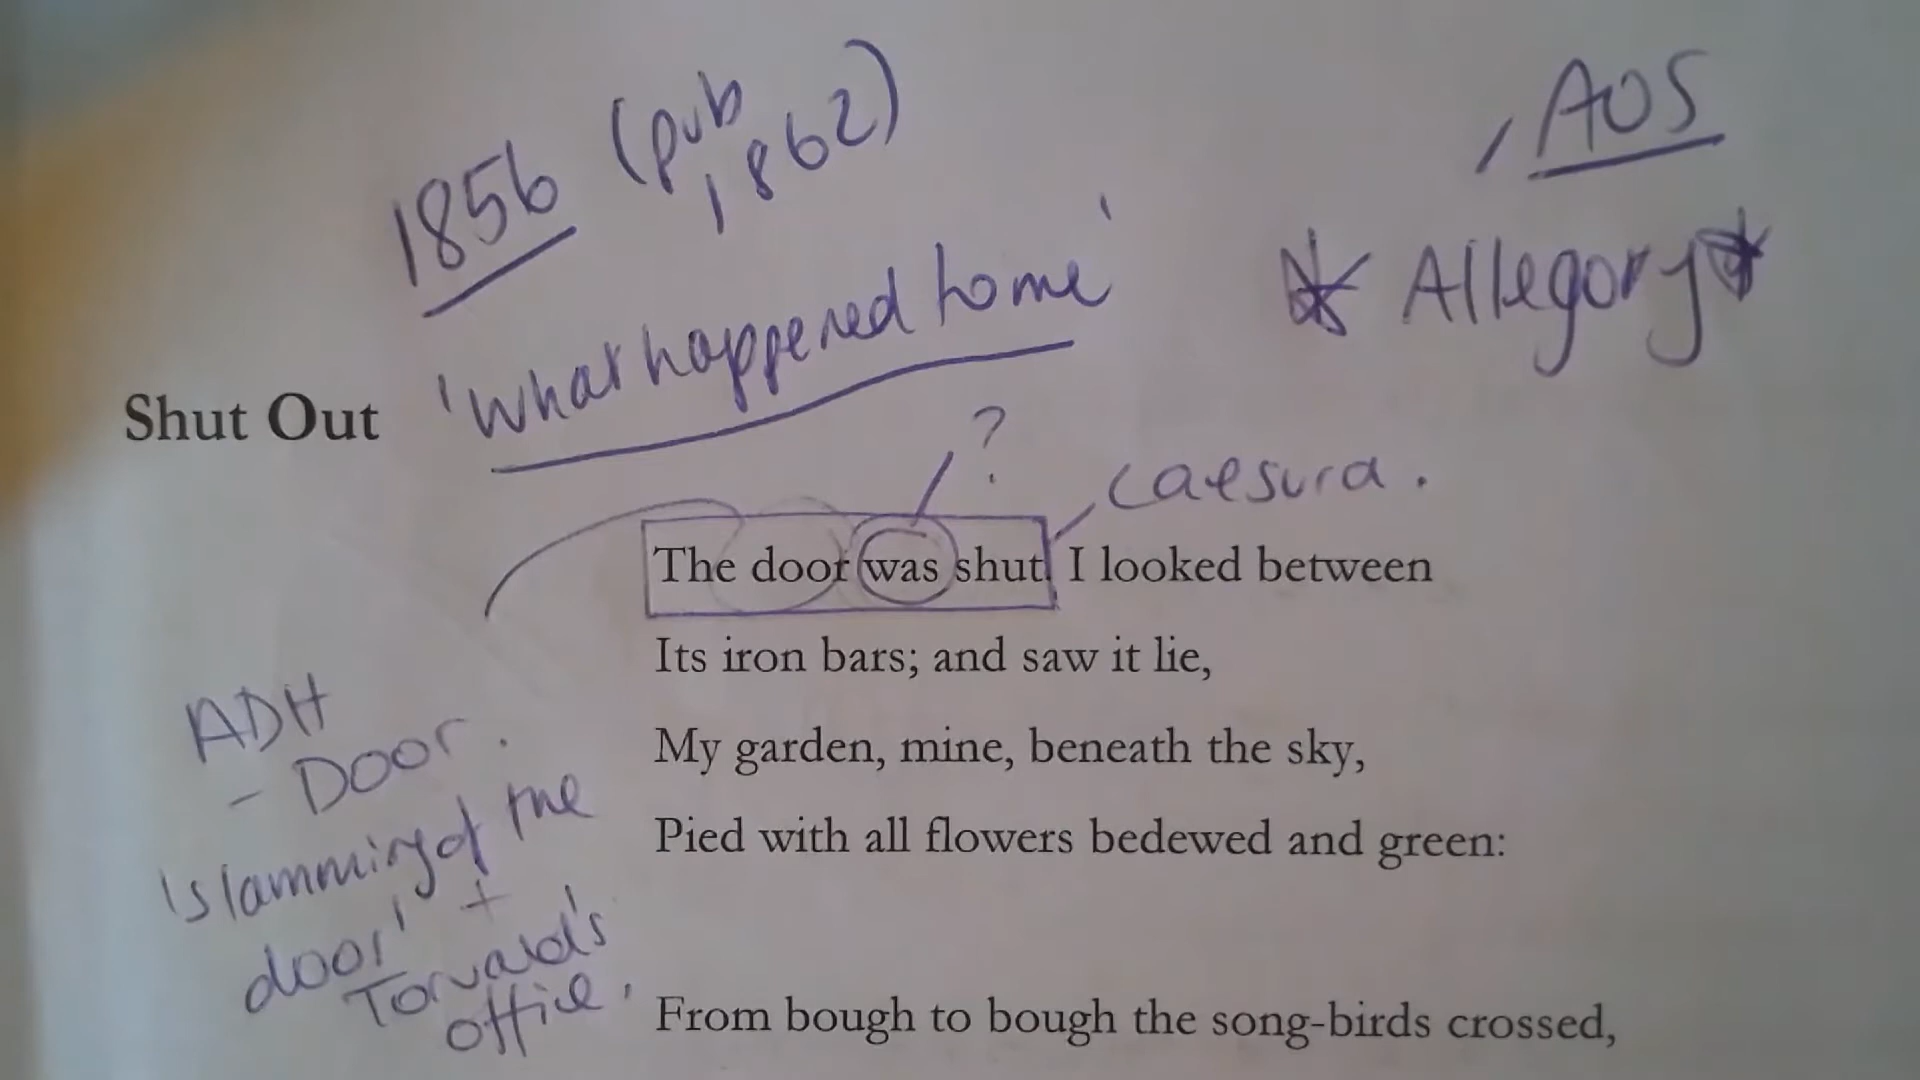 1856 (pub
1862)
, AOS
'What happened to me'
* Allegory *
Shut Out
?
caesura.
The door was shut. I looked between
Its iron bars; and saw it lie,
My garden, mine, beneath the sky,
Pied with all flowers bedewed and green:
ADH
- Door.
'slamming of the
door' +
Torvald's
office.
From bough to bough the song-birds crossed,